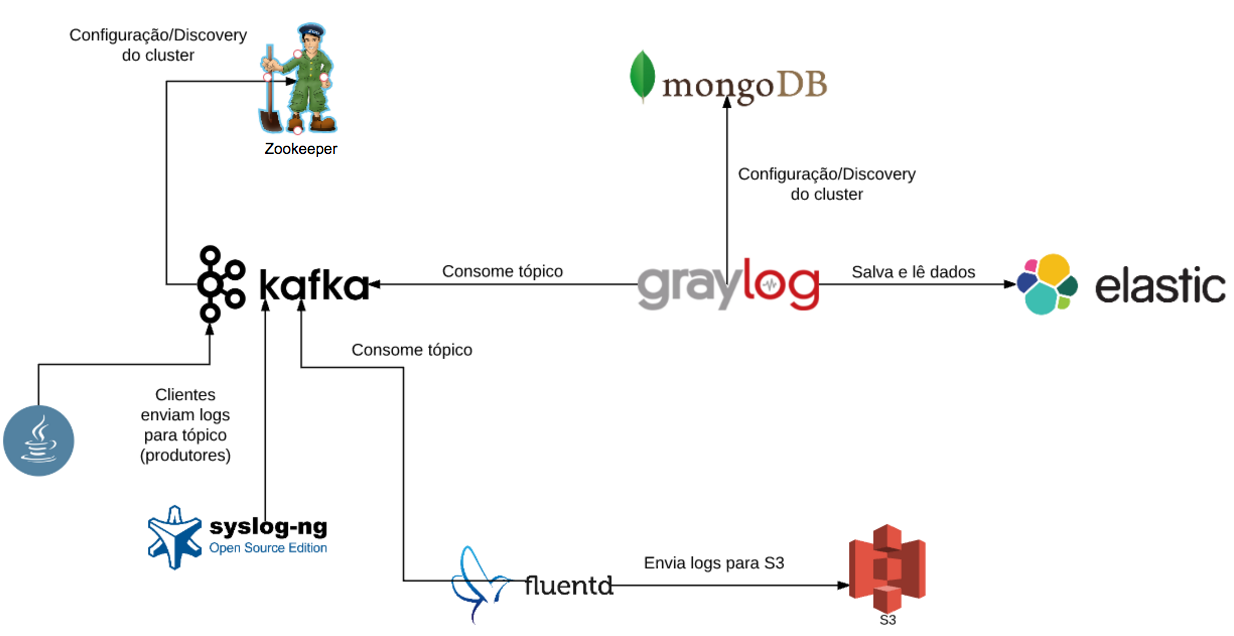 Configuração/Discovery
do cluster
Zookeeper
mongoDB
Configuração/Discovery
do cluster
kafka
Consome tópico
graylog
Salva e lê dados
elastic
Consome tópico
Clientes
enviam logs
para tópico
(produtores)
syslog-ng
Open Source Edition
fluentd
Envia logs para S3
S3